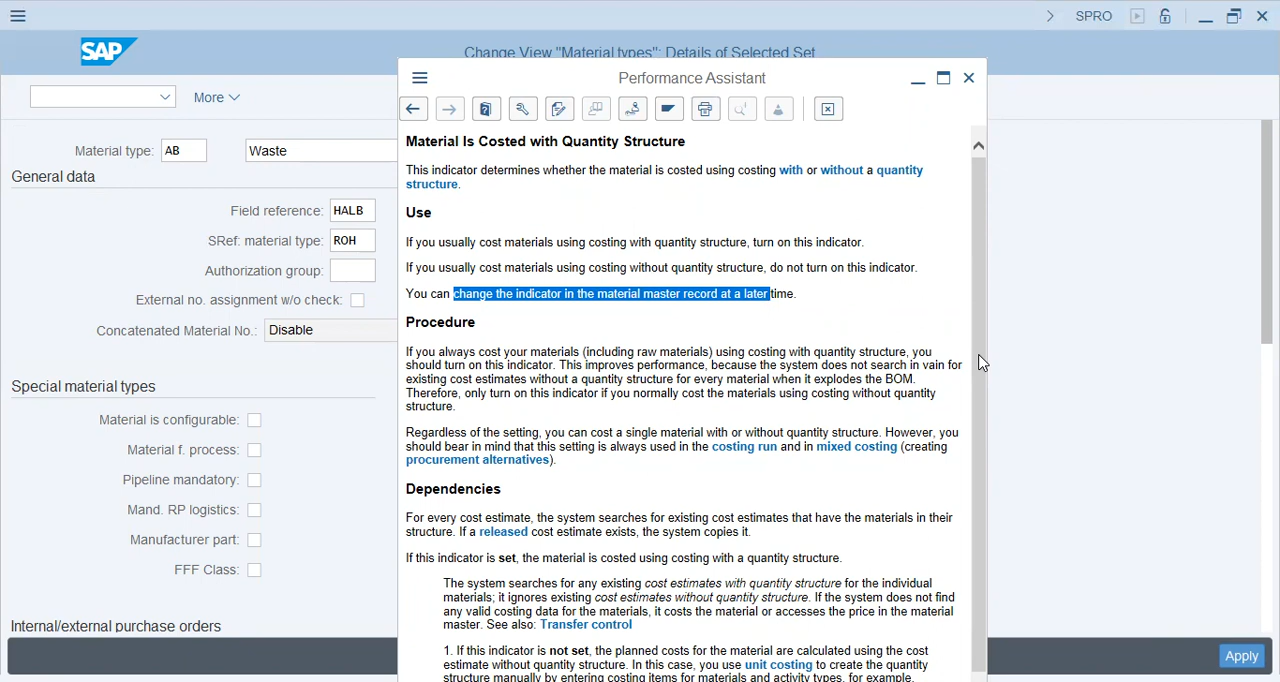 SPRO
SAP
Change View "Material types": Details of Selected Set
Performance Assistant
More
Material Is Costed with Quantity Structure
Material type: AB
Waste
This indicator determines whether the material is costed using costing with or without a quantity
structure.
General data
Use
Field reference: HALB
SRef: material type: ROH
If you usually cost materials using costing with quantity structure, turn on this indicator.
Authorization group:
If you usually cost materials using costing without quantity structure, do not turn on this indicator.
External no. assignment w/o check:
You can change the indicator in the material master record at a later time.
Concatenated Material No.: Disable
Procedure
If you always cost your materials (including raw materials) using costing with quantity structure, you
should turn on this indicator. This improves performance, because the system does not search in vain for
existing cost estimates without a quantity structure for every material when it explodes the BOM.
Therefore, only turn on this indicator if you normally cost the materials using costing without quantity
structure.
Special material types
Material is configurable:
Regardless of the setting, you can cost a single material with or without quantity structure. However, you
should bear in mind that this setting is always used in the costing run and in mixed costing (creating
procurement alternatives).
Material f. process:
Pipeline mandatory:
Dependencies
Mand. RP logistics:
For every cost estimate, the system searches for existing cost estimates that have the materials in their
structure. If a released cost estimate exists, the system copies it.
Manufacturer part:
If this indicator is set, the material is costed using costing with a quantity structure.
FFF Class:
The system searches for any existing cost estimates with quantity structure for the individual
materials; it ignores existing cost estimates without quantity structure. If the system does not find
any valid costing data for the materials, it costs the material or accesses the price in the material
master. See also: Transfer control
Internal/external purchase orders
1. If this indicator is not set, the planned costs for the material are calculated using the cost
estimate without quantity structure. In this case, you use unit costing to create the quantity
structure manually by entering costing items for materials and activity types, for example.
Apply